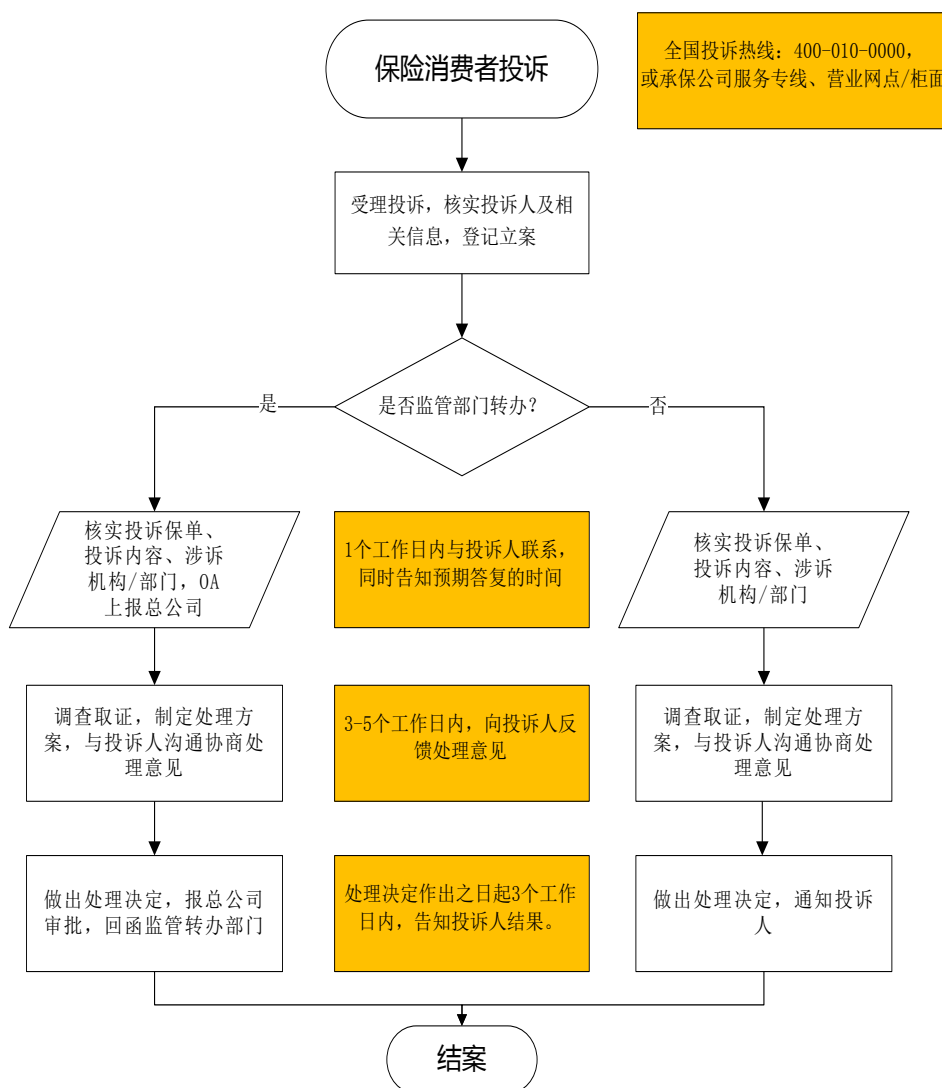 保险消费者投诉
全国投诉热线：400-010-0000，
或承保公司服务专线、营业网点/柜面
受理投诉，核实投诉人及相
关信息，登记立案
是否监管部门转办？
是
否
核实投诉保单、
投诉内容、涉诉
机构/部门，OA
上报总公司
1个工作日内与投诉人联系，
同时告知预期答复的时间
核实投诉保单、
投诉内容、涉诉
机构/部门
调查取证，制定处理方
案，与投诉人沟通协商处
理意见
3-5个工作日内，向投诉人反
馈处理意见
调查取证，制定处理方
案，与投诉人沟通协商处
理意见
做出处理决定，报总公司
审批，回函监管转办部门
处理决定作出之日起3个工作
日内，告知投诉人结果。
做出处理决定，通知投诉
人
结案